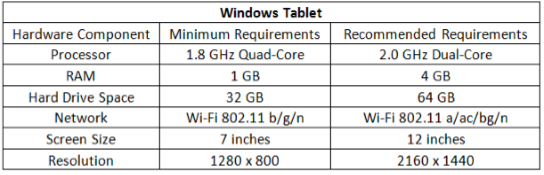 Windows Tablet
Hardware Component Minimum Requirements Recommended Requirements
Processor 1.8 GHz Quad-Core 2.0 GHz Dual-Core
RAM 1 GB 4 GB
Hard Drive Space 32 GB 64 GB
Network Wi-Fi 802.11 b/g/n Wi-Fi 802.11 a/ac/bg/n
Screen Size 7 inches 12 inches
Resolution 1280 x 800 2160 x 1440